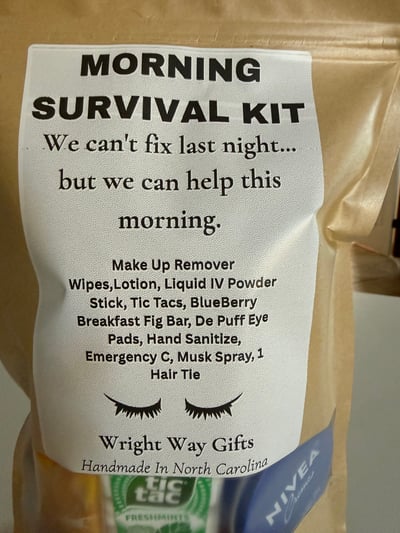 MORNING
SURVIVAL KIT
We can't fix last night...
but we can help this
morning.
Make Up Remover
Wipes,Lotion, Liquid IV Powder
Stick, Tic Tacs, BlueBerry
Breakfast Fig Bar, De Puff Eye
Pads, Hand Sanitize,
Emergency C, Musk Spray, 1
Hair Tie
Wright Way Gifts
Handmade In North Carolina
tic
tac
FRESHMINTS
NIVEA
Creme